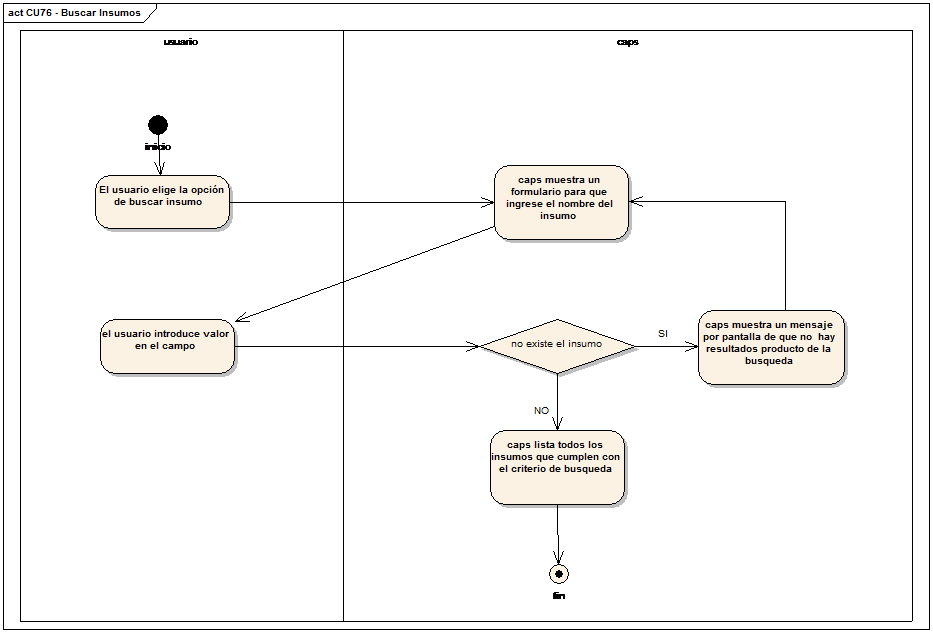 act CU76 - Buscar Insumos
usuario
caps
inicio
El usuario elige la opción
de buscar insumo
caps muestra un
formulario para que
ingrese el nombre del
insumo
el usuario introduce valor
en el campo
no existe el insumo
SI
caps muestra un mensaje
por pantalla de que no hay
resultados producto de la
busqueda
NO
caps lista todos los
insumos que cumplen con
el criterio de busqueda
fin